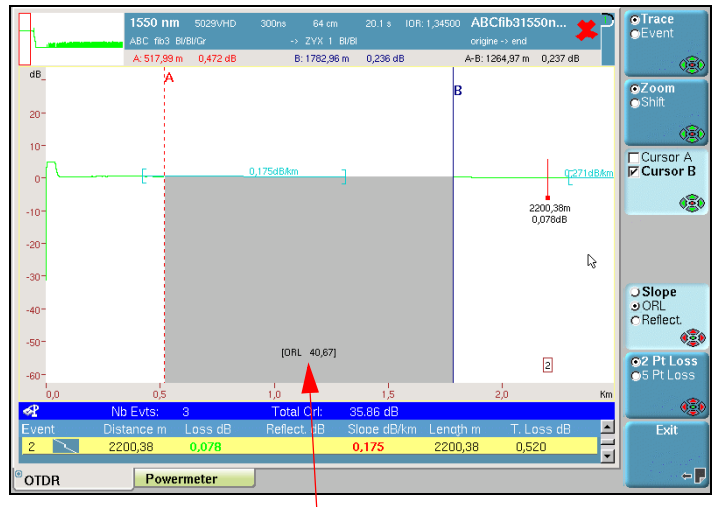 1550 nm 5029VHD 300ns 64 cm 20.1 s IOR: 1,34500 ABCfib31550n...
ABC fib3 Bl/Bl/Gr -> ZYX 1 Bl/Bl origine -> end
A: 517,99 m 0,472 dB B: 1782,96 m 0,236 dB A-B: 1264,97 m 0,237 dB
dB
A
B
20
10
0
-10
-20
-30
-40
-50
-60
0,175dB/km
0,271dB/km
2200,38m
0,078dB
[ORL 40,67]
2
0,0 0,5 1,0 1,5 2,0 Km
Nb Evts: 3 Total Orl: 35.86 dB
Event Distance m Loss dB Reflect. dB Slope dB/km Length m T. Loss dB
2 2200,38 0,078 0,175 2200,38 0,520
OTDR Powermeter
Trace
Event
Zoom
Shift
Cursor A
Cursor B
Slope
ORL
Reflect.
2 Pt Loss
5 Pt Loss
Exit